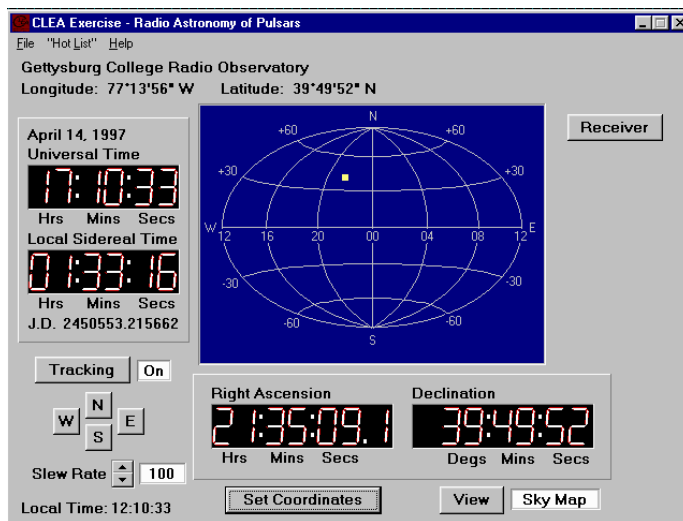 CLEA Exercise - Radio Astronomy of Pulsars
File "Hot List" Help
Gettysburg College Radio Observatory
Longitude: 77°13'56" W Latitude: 39°49'52" N
Receiver
April 14, 1997
Universal Time
17:10:33
Hrs Mins Secs
Local Sidereal Time
01:33:16
Hrs Mins Secs
J.D. 2450553.215662
N
+60 +60
+30 +30
W 12 16 20 00 04 08 12 E
-30 -30
-60 -60
S
Tracking On
N
W E
S
Slew Rate 100
Local Time: 12:10:33
Right Ascension
21:35:09.1
Hrs Mins Secs
Declination
39:49:52
Degs Mins Secs
Set Coordinates View Sky Map